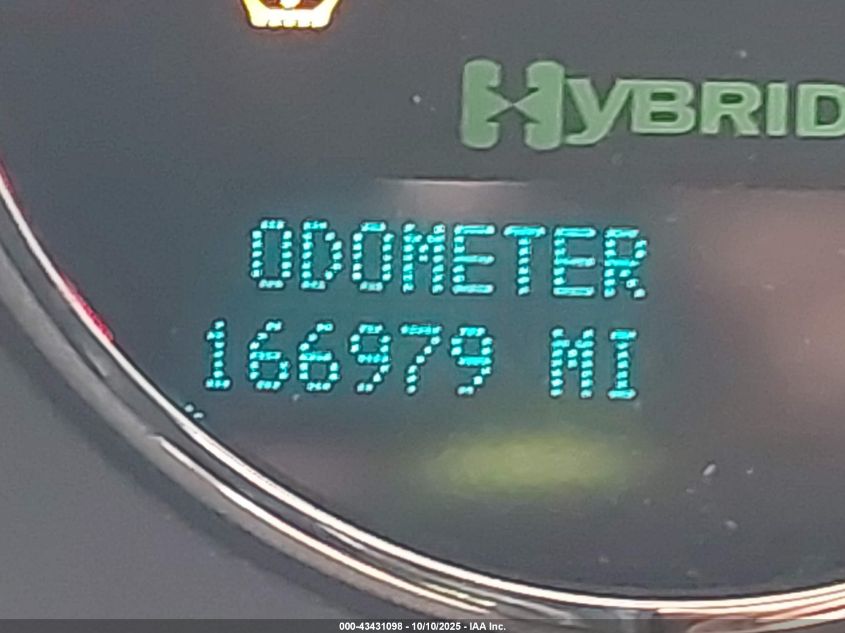 HYBRID
ODOMETER
166979 MI
000-43431098 - 10/10/2025 - IAA Inc.